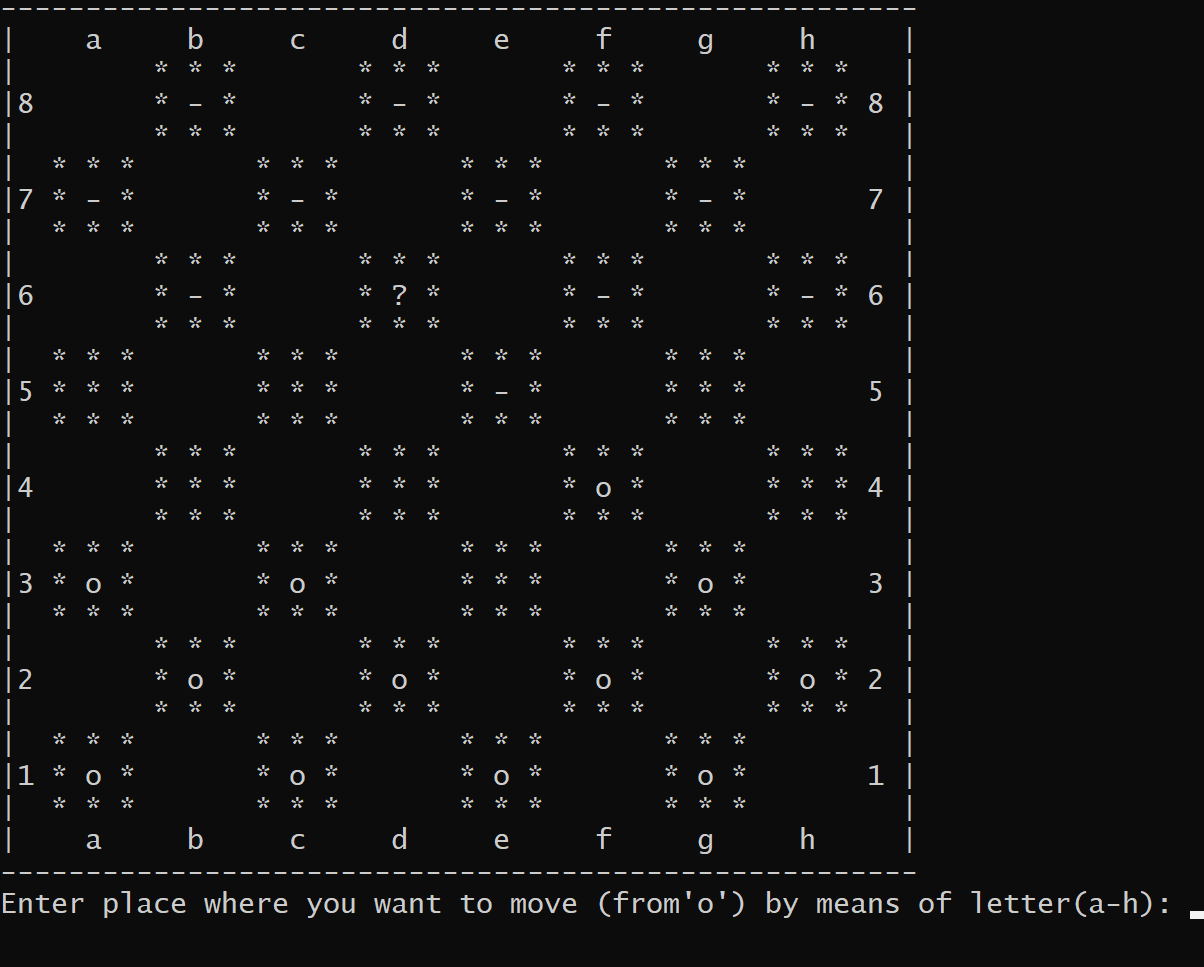 ------------------------------------------------------
|    a     b     c     d     e     f     g     h     |
|        * * *       * * *       * * *       * * *   |
|8       * - *       * - *       * - *       * - * 8 |
|        * * *       * * *       * * *       * * *   |
|  * * *       * * *       * * *       * * *         |
|7 * - *       * - *       * - *       * - *       7 |
|  * * *       * * *       * * *       * * *         |
|        * * *       * * *       * * *       * * *   |
|6       * - *       * ? *       * - *       * - * 6 |
|        * * *       * * *       * * *       * * *   |
|  * * *       * * *       * * *       * * *         |
|5 * * *       * * *       * - *       * * *       5 |
|  * * *       * * *       * * *       * * *         |
|        * * *       * * *       * * *       * * *   |
|4       * * *       * * *       * o *       * * * 4 |
|        * * *       * * *       * * *       * * *   |
|  * * *       * * *       * * *       * * *         |
|3 * o *       * o *       * * *       * o *       3 |
|  * * *       * * *       * * *       * * *         |
|        * * *       * * *       * * *       * * *   |
|2       * o *       * o *       * o *       * o * 2 |
|        * * *       * * *       * * *       * * *   |
|  * * *       * * *       * * *       * * *         |
|1 * o *       * o *       * o *       * o *       1 |
|  * * *       * * *       * * *       * * *         |
|    a     b     c     d     e     f     g     h     |
------------------------------------------------------
Enter place where you want to move (from'o') by means of letter(a-h):